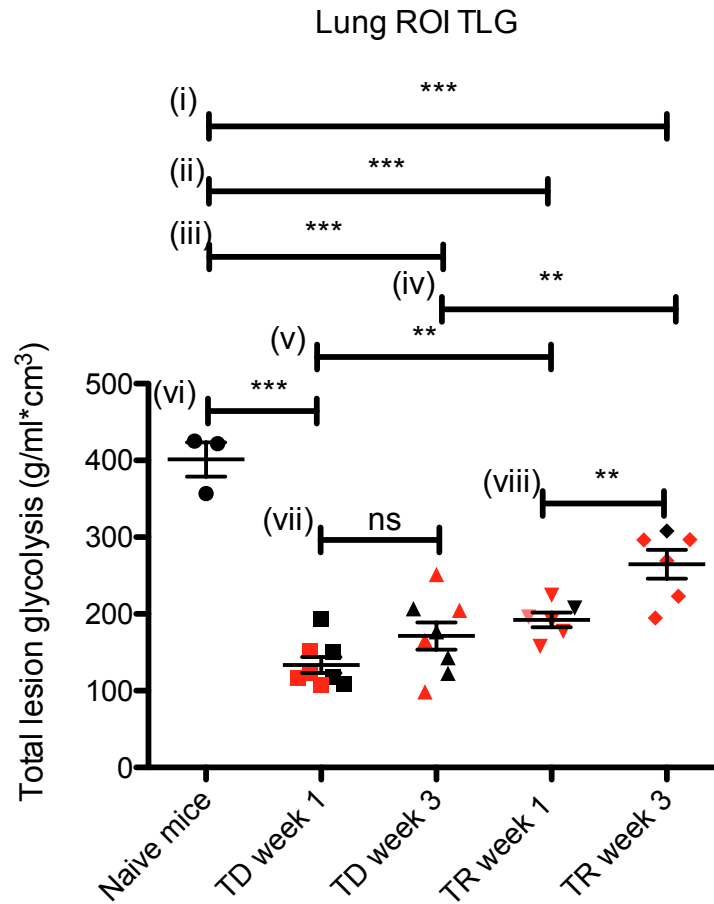 Lung ROI TLG
(i) ***
(ii) ***
(iii) ***
(iv) **
(v) **
(vi) ***
(vii) ns
(viii) **
Total lesion glycolysis (g/ml*cm³)
500
400
300
200
100
0
Naive mice
TD week 1
TD week 3
TR week 1
TR week 3